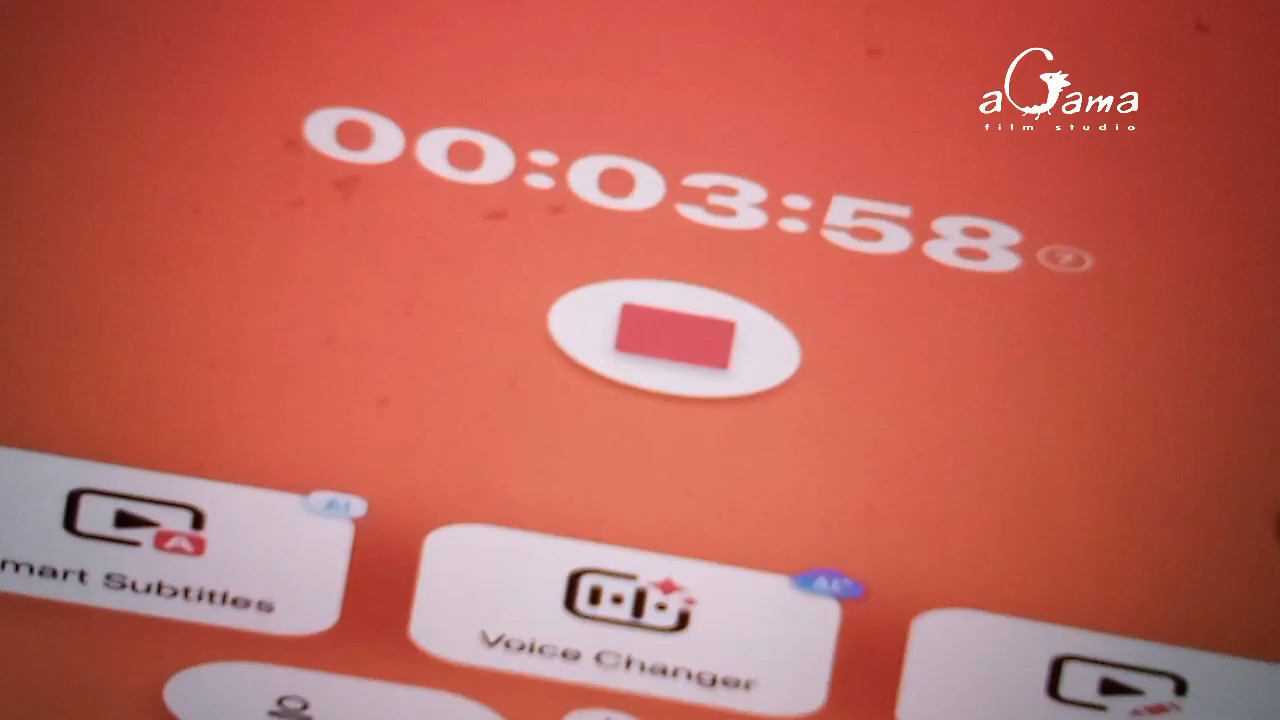 aGama
film studio
00:03:58
?
AI
mart Subtitles
AI
Voice Changer